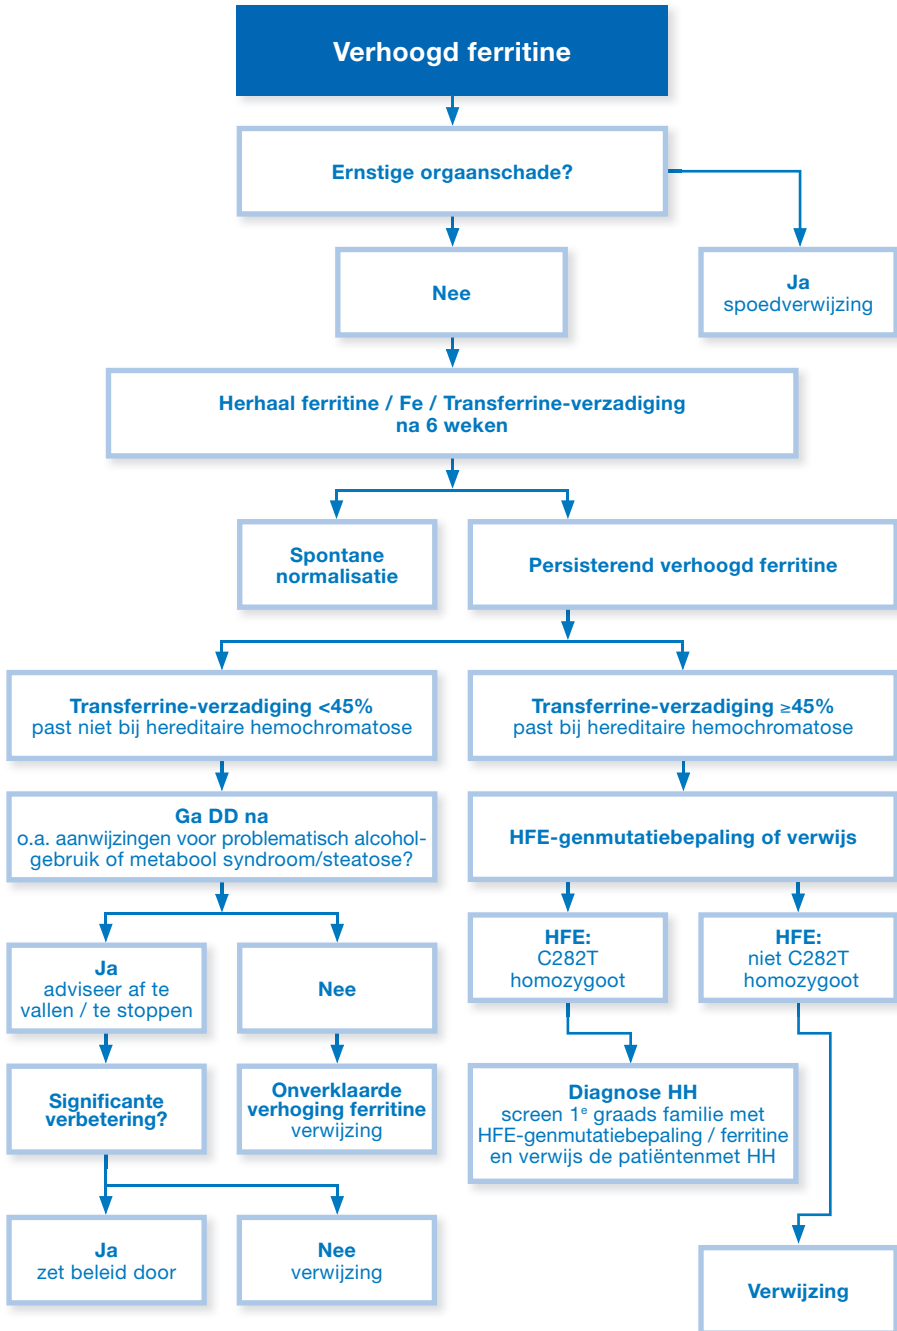 Verhoogd ferritine
Ernstige orgaanschade?
Nee
Ja
spoedverwijzing
Herhaal ferritine / Fe / Transferrine-verzadiging
na 6 weken
Spontane
normalisatie
Persisterend verhoogd ferritine
Transferrine-verzadiging <45%
past niet bij hereditaire hemochromatose
Transferrine-verzadiging ≥45%
past bij hereditaire hemochromatose
Ga DD na
o.a. aanwijzingen voor problematisch alcohol-
gebruik of metabool syndroom/steatose?
HFE-genmutatiebepaling of verwijs
Ja
adviseer af te
vallen / te stoppen
Nee
HFE:
C282T
homozygoot
HFE:
niet C282T
homozygoot
Significante
verbetering?
Onverklaarde
verhoging ferritine
verwijzing
Diagnose HH
screen 1e graads familie met
HFE-genmutatiebepaling / ferritine
en verwijs de patiëntenmet HH
Ja
zet beleid door
Nee
verwijzing
Verwijzing